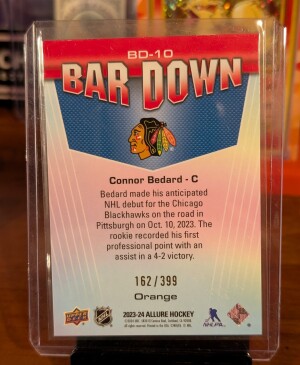 BD-10
BAR DOWN
Connor Bedard - C
Bedard made his anticipated
NHL debut for the Chicago
Blackhawks on the road in
Pittsburgh on Oct. 10, 2023. The
rookie recorded his first
professional point with an
assist in a 4-2 victory.
162/399
Orange
2023-24 ALLURE HOCKEY
NHLPA